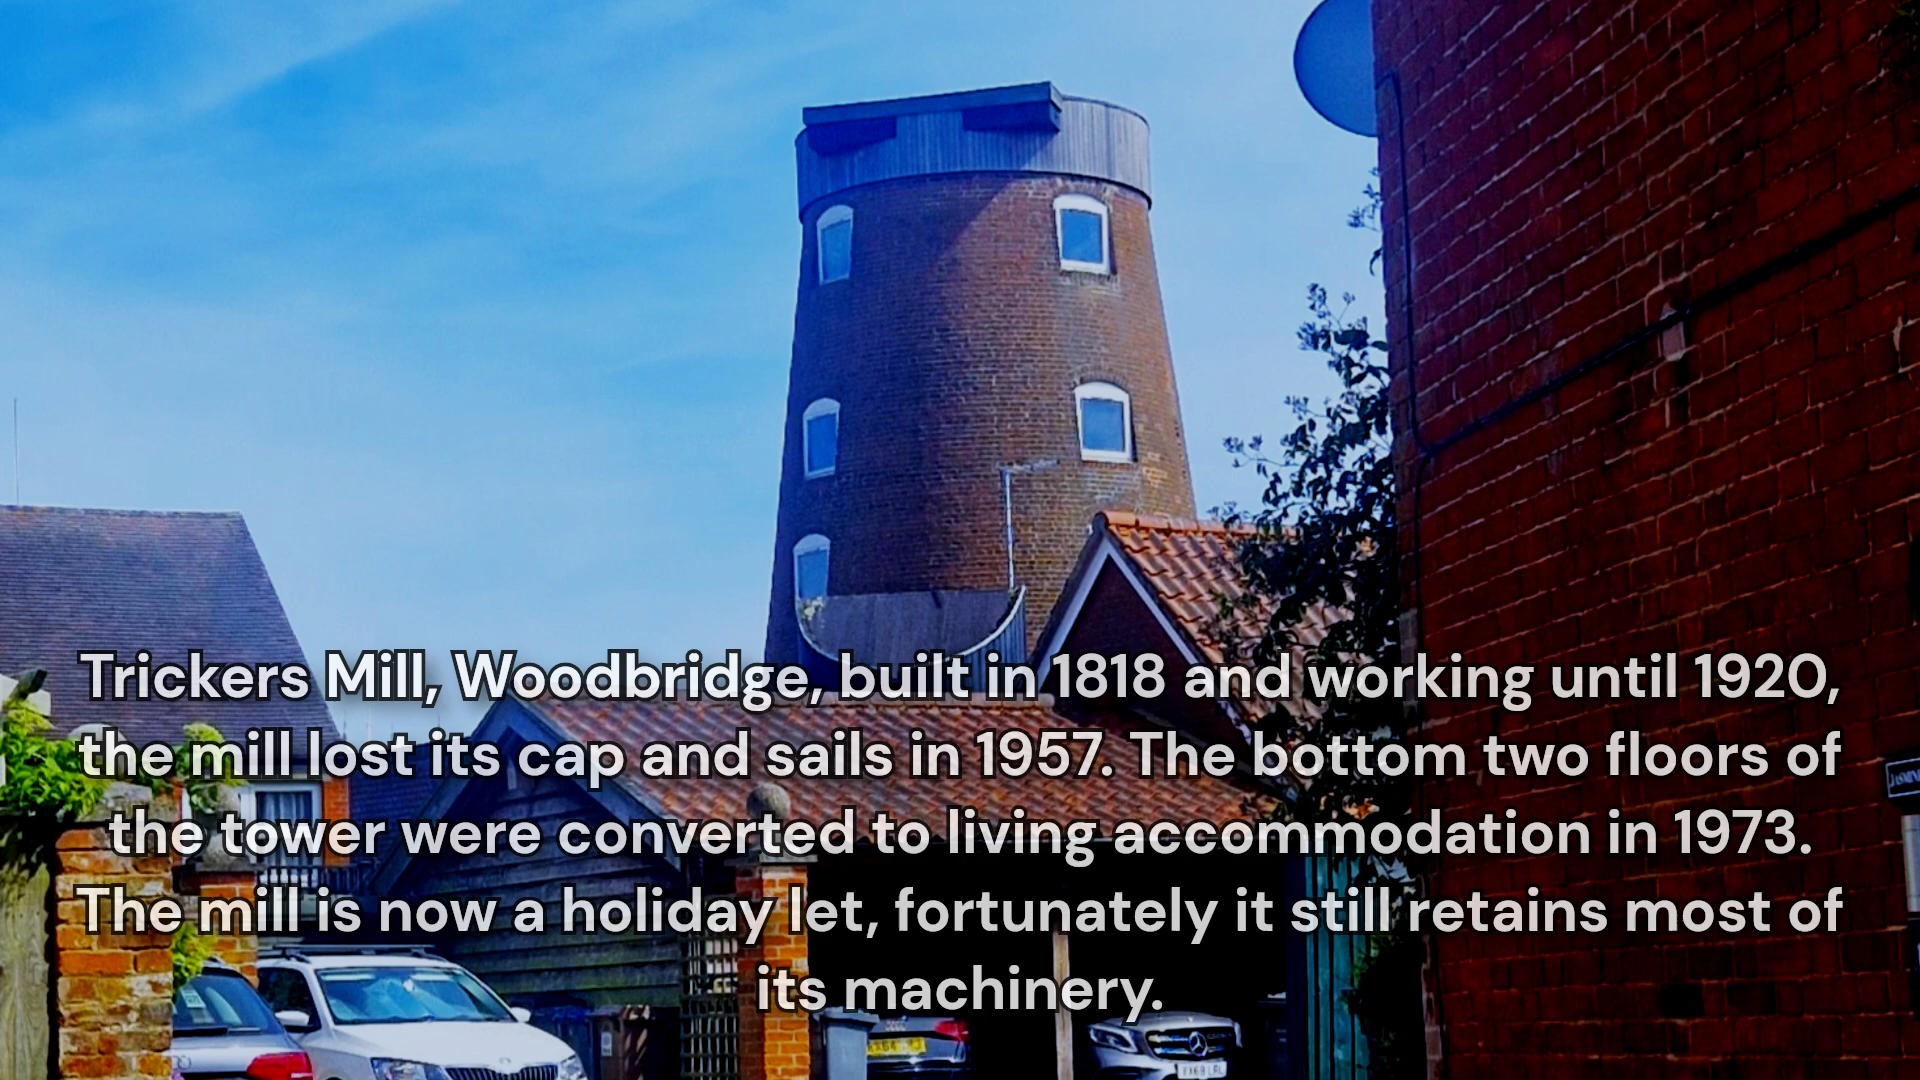 Trickers Mill, Woodbridge, built in 1818 and working until 1920,
the mill lost its cap and sails in 1957. The bottom two floors of
the tower were converted to living accommodation in 1973.
The mill is now a holiday let, fortunately it still retains most of
its machinery.